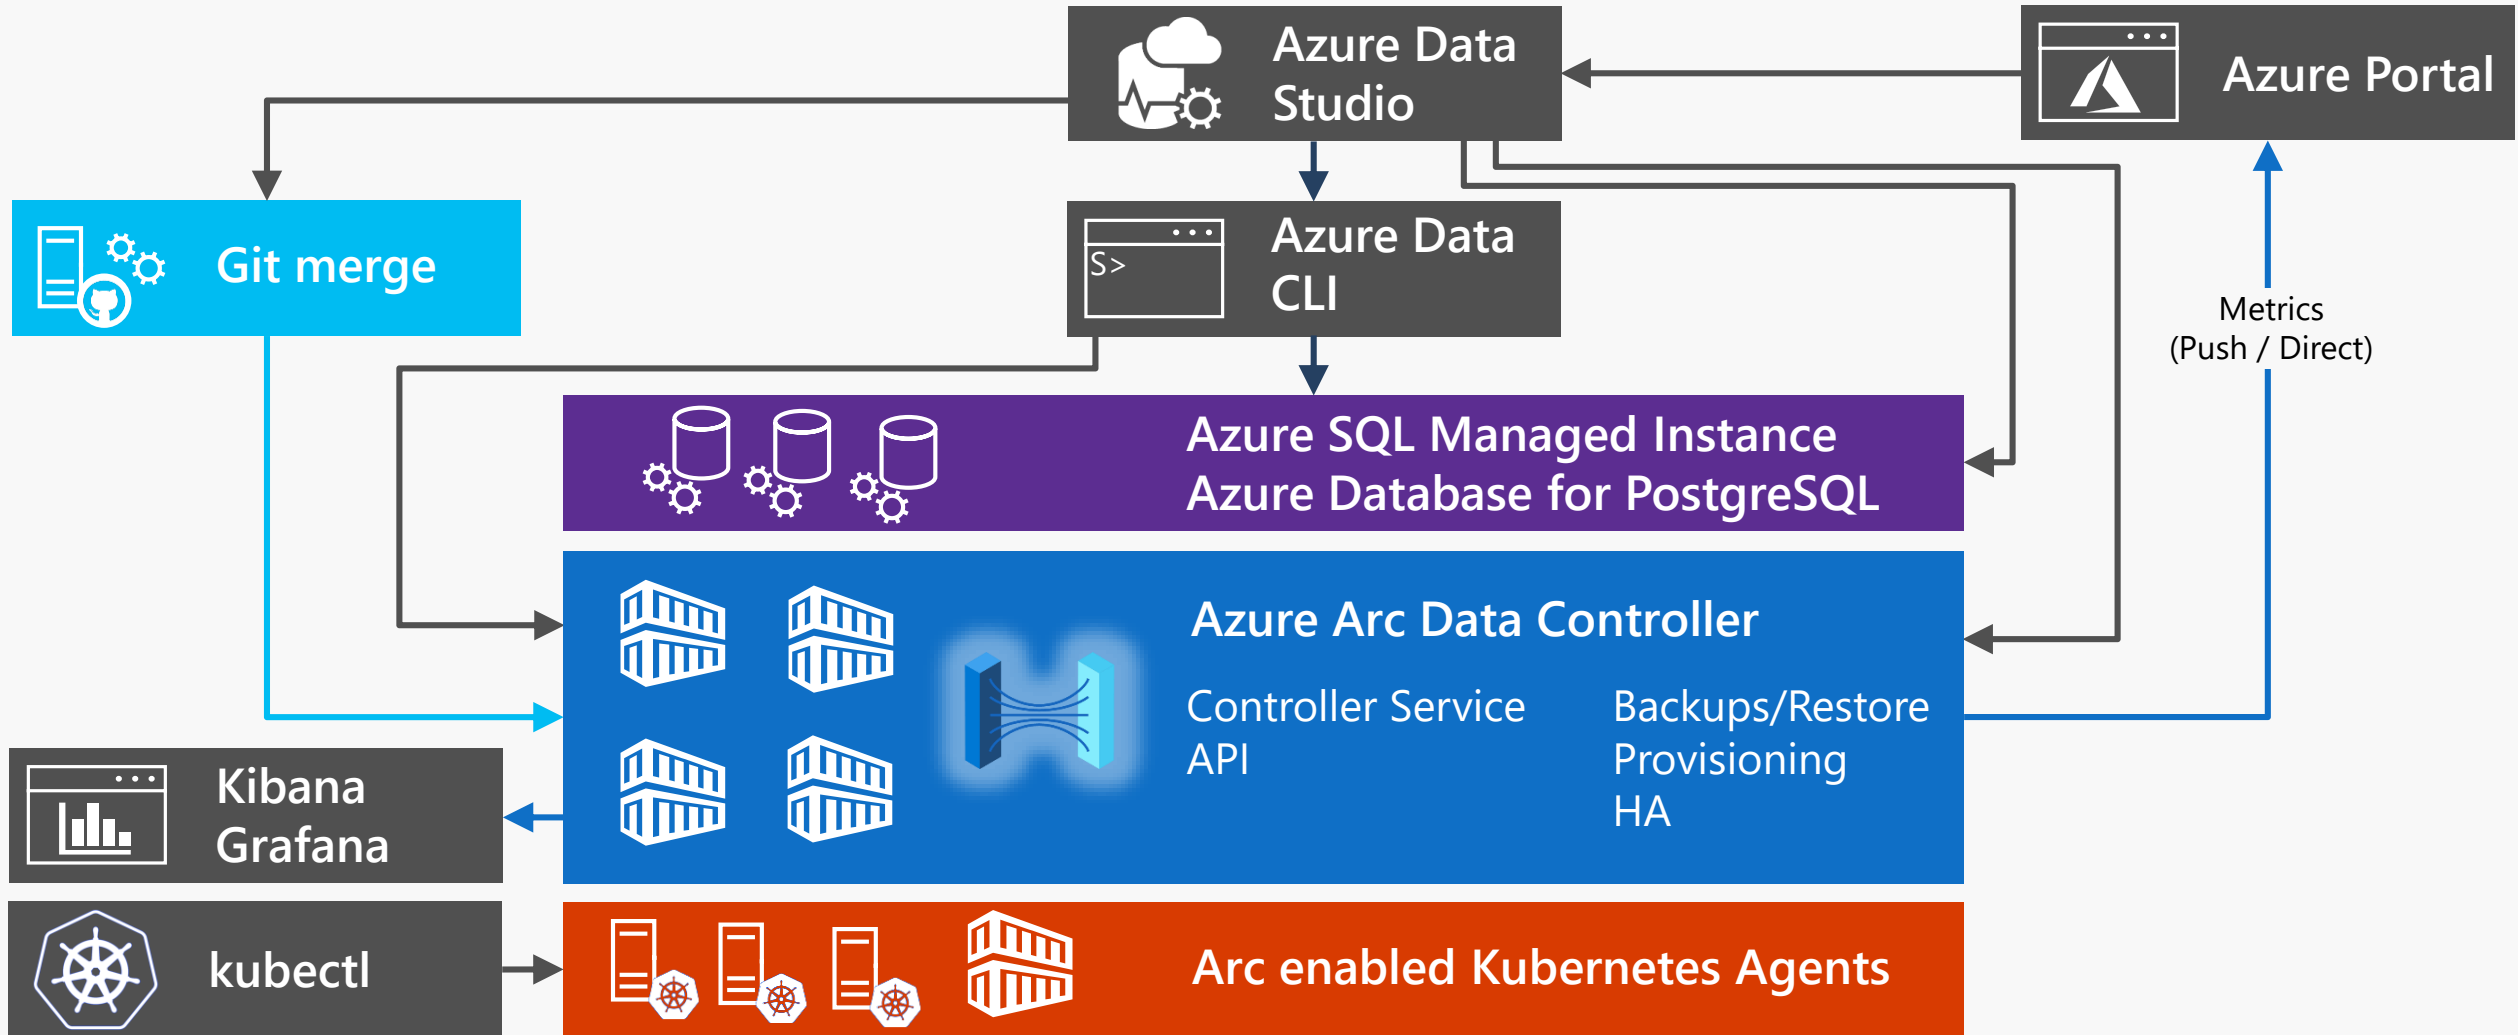 Azure Data
Studio
Azure Portal
Git merge
S>
Azure Data
CLI
Metrics
(Push / Direct)
Azure SQL Managed Instance
Azure Database for PostgreSQL
Azure Arc Data Controller
Controller Service
API
Backups/Restore
Provisioning
HA
Kibana
Grafana
kubectl
Arc enabled Kubernetes Agents